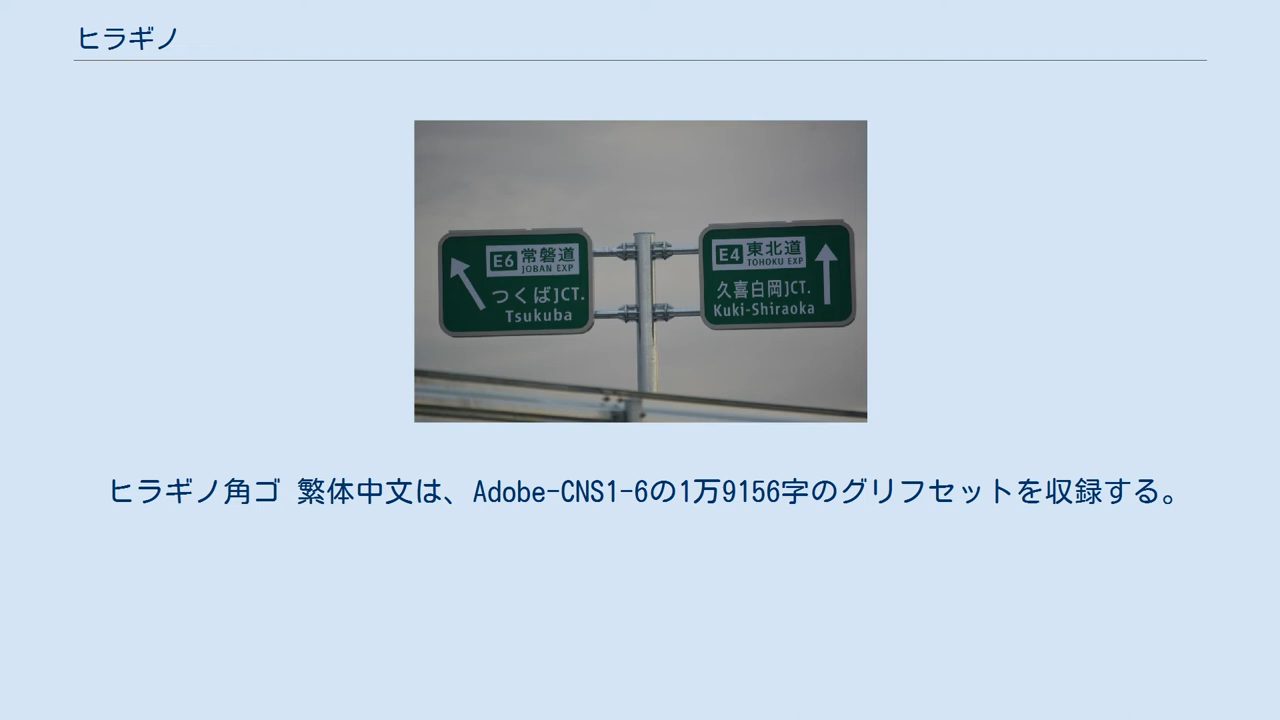 ヒラギノ
E6 常磐道
JOBAN EXP
つくばJCT.
Tsukuba
E4 東北道
TOHOKU EXP
久喜白岡JCT.
Kuki-Shiraoka
ヒラギノ角ゴ 繁体中文は、Adobe-CNS1-6の1万9156字のグリフセットを収録する。